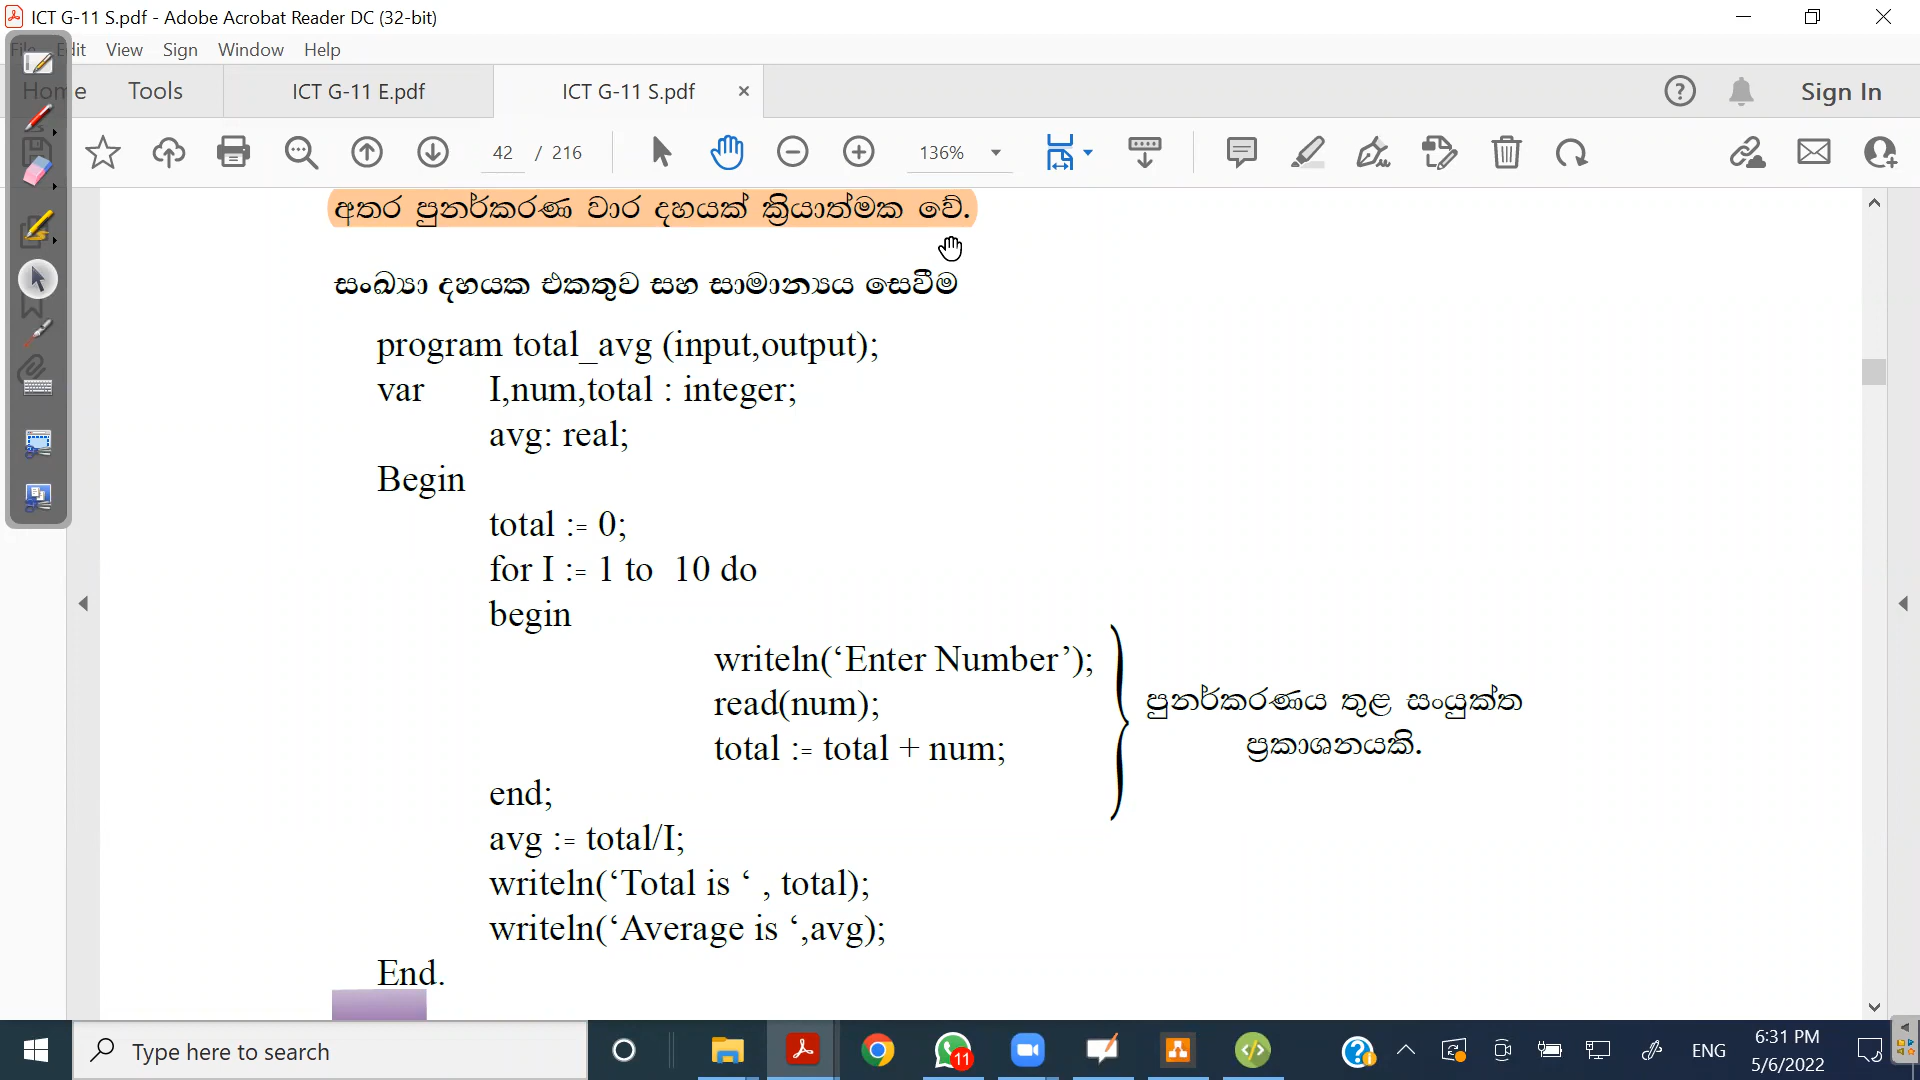 ICT G-11 S.pdf - Adobe Acrobat Reader DC (32-bit)
File Edit View Sign Window Help
Home Tools ICT G-11 E.pdf ICT G-11 S.pdf Sign In
42 / 216 136%
අතර පුනර්කරණ වාර දහයක් ක්‍රියාත්මක වේ.
සංඛ්‍යා දහයක එකතුව සහ සාමාන්‍යය සෙවීම
program total_avg (input,output);
var I,num,total : integer;
avg: real;
Begin
total := 0;
for I := 1 to 10 do
begin
writeln(‘Enter Number’);
read(num);
total := total + num;
පුනර්කරණය තුළ සංයුක්ත
ප්‍රකාශනයකි.
end;
avg := total/I;
writeln(‘Total is ‘ , total);
writeln(‘Average is ‘,avg);
End.
Type here to search
11
ENG
6:31 PM
5/6/2022